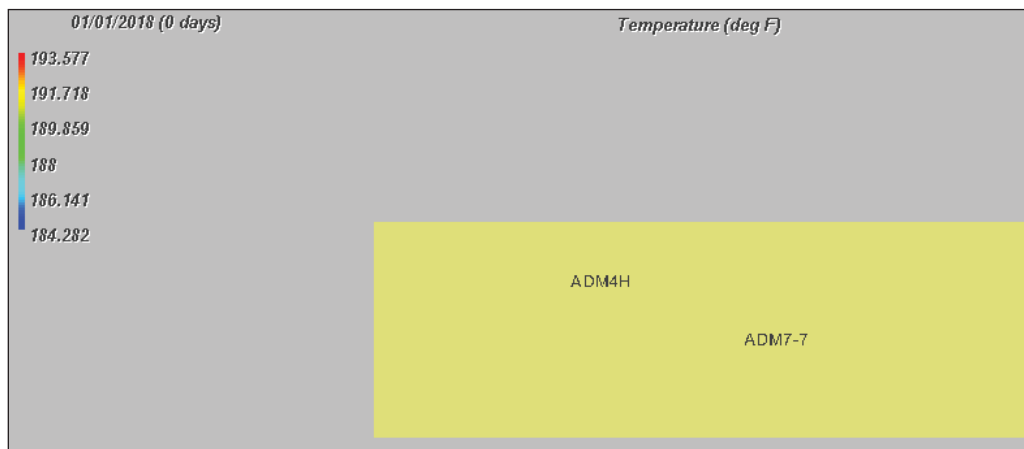 01/01/2018 (0 days)
Temperature (deg F)
193.577
191.718
189.859
188
186.141
184.282
ADM4H
ADM7-7